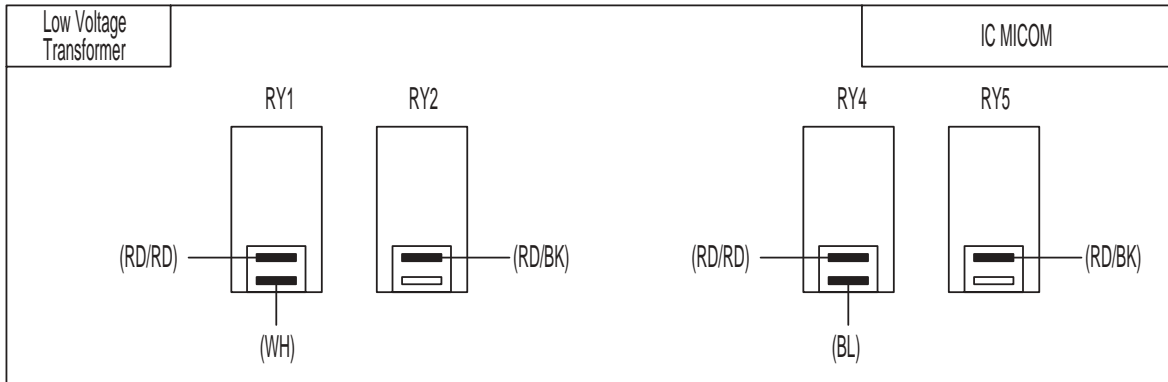 Low Voltage
Transformer
IC MICOM
RY1
RY2
RY4
RY5
(RD/RD)
(RD/BK)
(RD/RD)
(RD/BK)
(WH)
(BL)